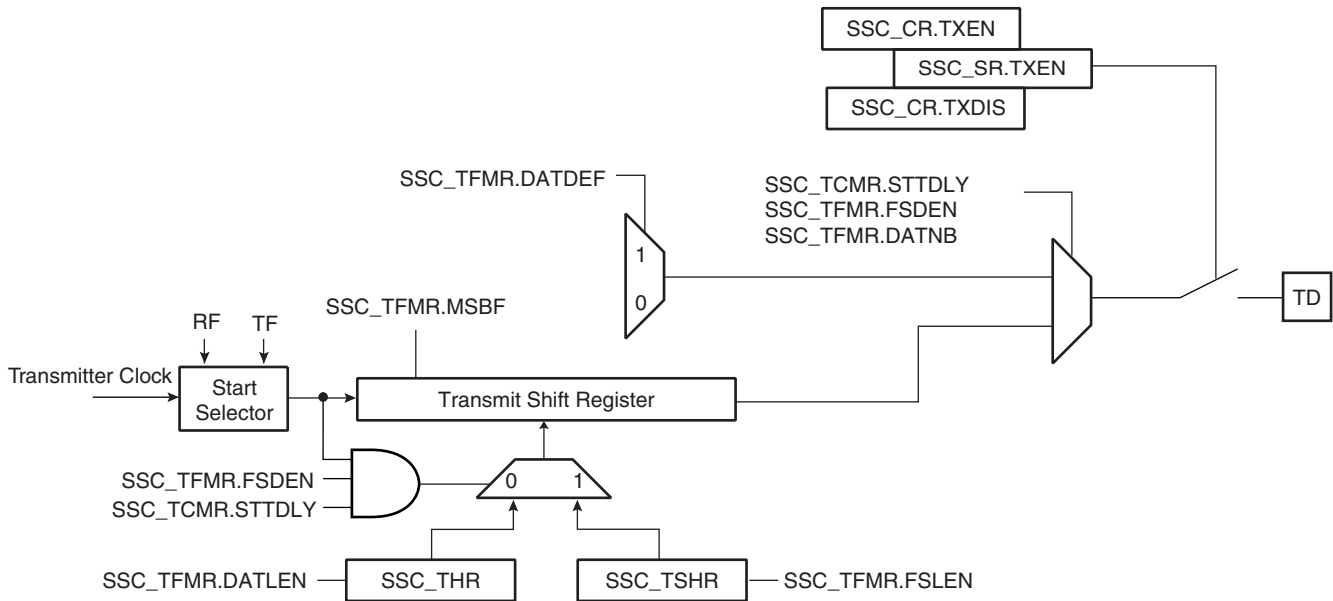 SSC_CR.TXEN
SSC_SR.TXEN
SSC_CR.TXDIS
SSC_TFMR.DATDEF
SSC_TCMR.STTDLY
SSC_TFMR.FSDEN
SSC_TFMR.DATNB
1
0
TD
SSC_TFMR.MSBF
RF
TF
Transmitter Clock
Start
Selector
Transmit Shift Register
SSC_TFMR.FSDEN
SSC_TCMR.STTDLY
0
1
SSC_TFMR.DATLEN
SSC_THR
SSC_TSHR
SSC_TFMR.FSLEN